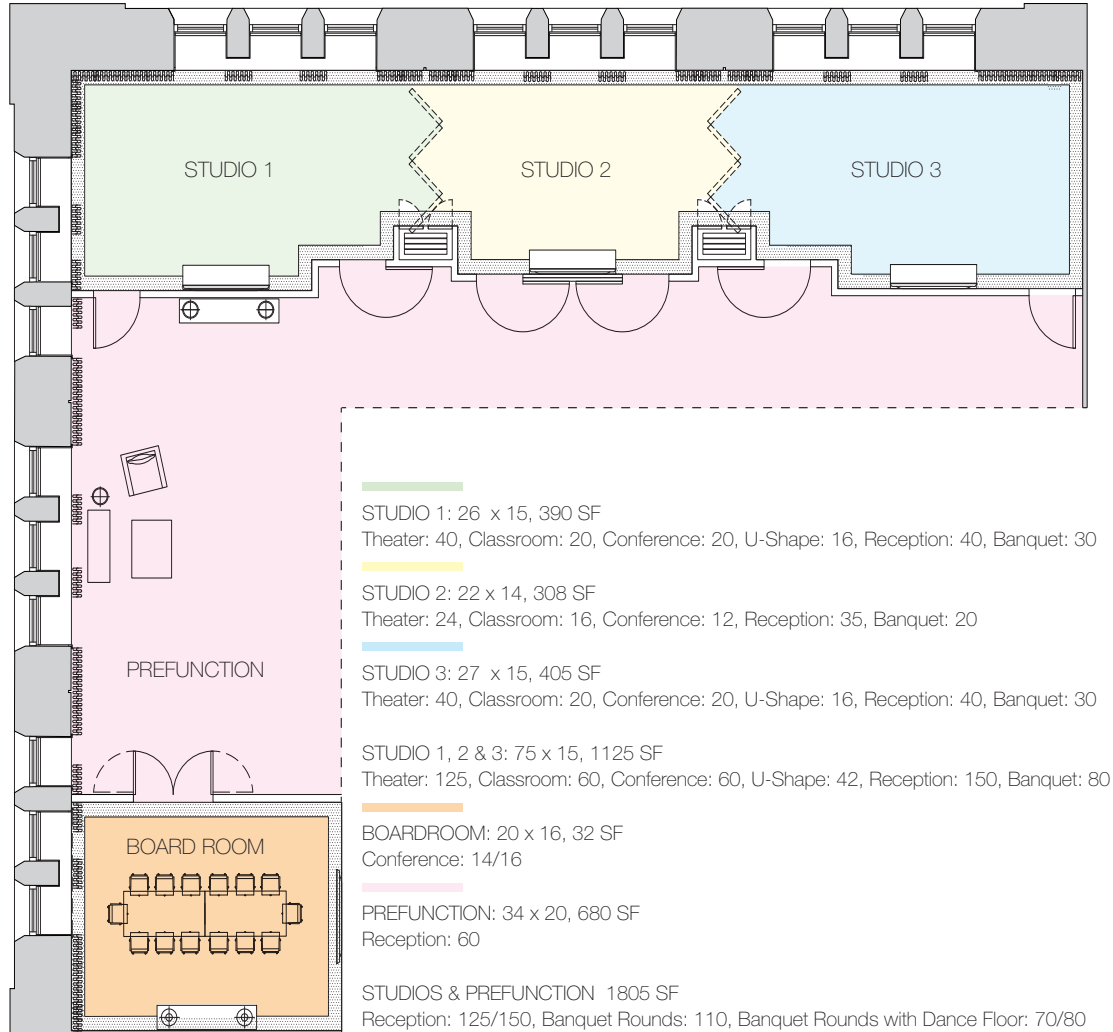 STUDIO 1
STUDIO 2
STUDIO 3
STUDIO 1: 26 x 15, 390 SF
Theater: 40, Classroom: 20, Conference: 20, U-Shape: 16, Reception: 40, Banquet: 30
STUDIO 2: 22 x 14, 308 SF
Theater: 24, Classroom: 16, Conference: 12, Reception: 35, Banquet: 20
PREFUNCTION
STUDIO 3: 27 x 15, 405 SF
Theater: 40, Classroom: 20, Conference: 20, U-Shape: 16, Reception: 40, Banquet: 30
STUDIO 1, 2 & 3: 75 x 15, 1125 SF
Theater: 125, Classroom: 60, Conference: 60, U-Shape: 42, Reception: 150, Banquet: 80
BOARD ROOM
BOARDROOM: 20 x 16, 32 SF
Conference: 14/16
PREFUNCTION: 34 x 20, 680 SF
Reception: 60
STUDIOS & PREFUNCTION 1805 SF
Reception: 125/150, Banquet Rounds: 110, Banquet Rounds with Dance Floor: 70/80